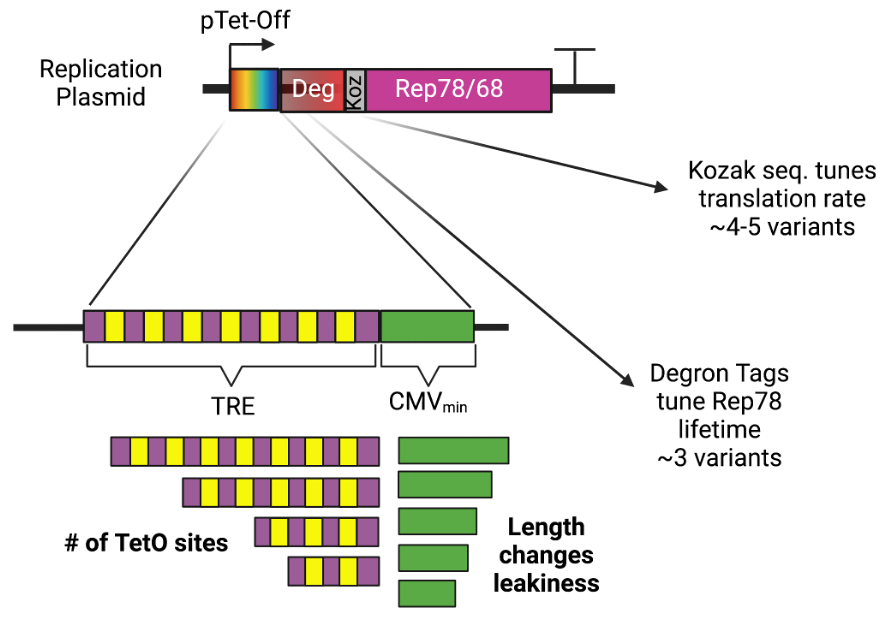 pTet-Off
Replication
Plasmid
Deg
Koz
Rep78/68
Kozak seq. tunes
translation rate
~4-5 variants
Degron Tags
tune Rep78
lifetime
~3 variants
TRE
CMVmin
# of TetO sites
Length
changes
leakiness